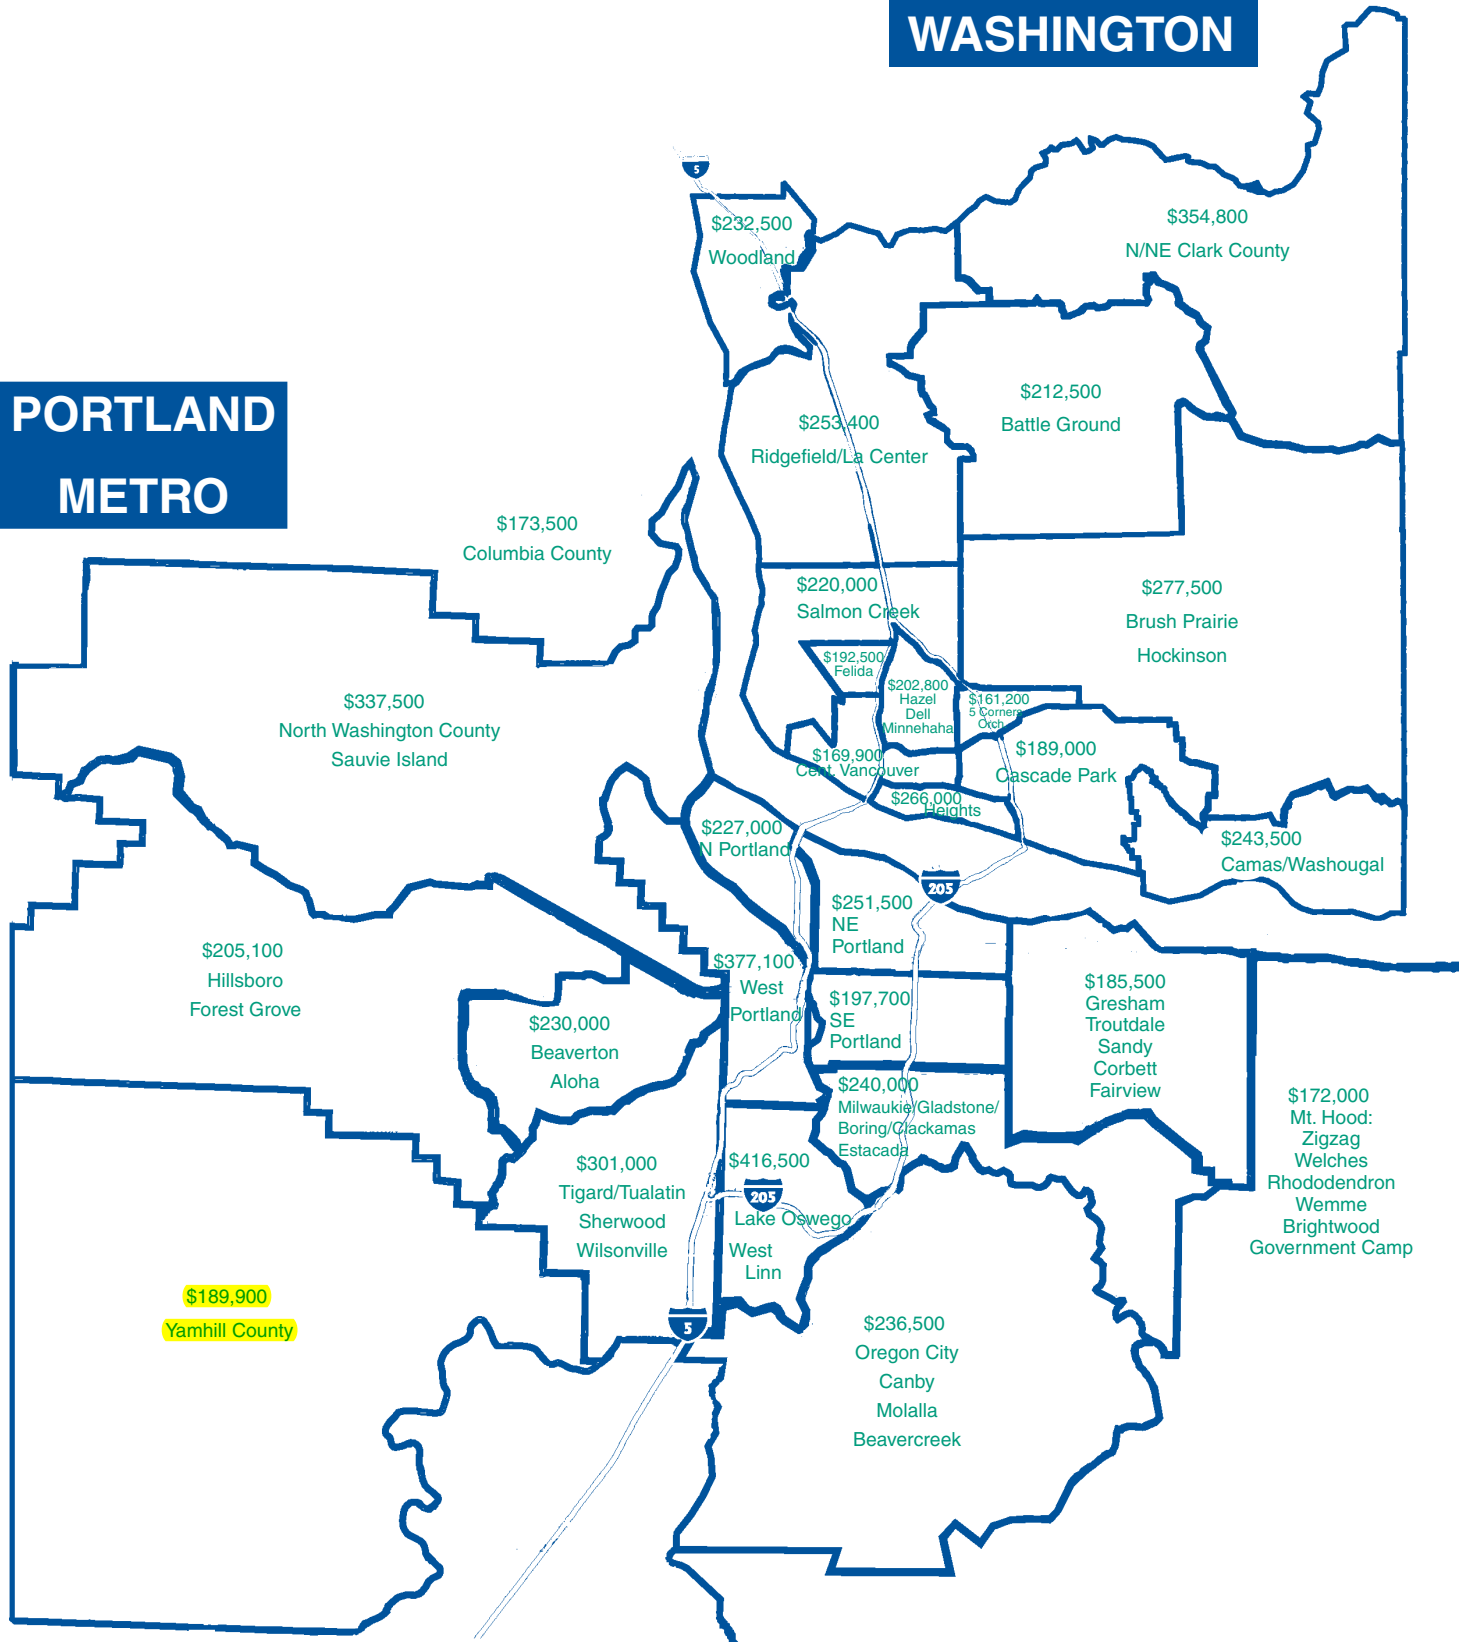 WASHINGTON
5
$232,500
Woodland
$354,800
N/NE Clark County
PORTLAND
METRO
$212,500
Battle Ground
$253,400
Ridgefield/La Center
$173,500
Columbia County
$220,000
Salmon Creek
$277,500
Brush Prairie
Hockinson
$192,500
Felida
$202,800
Hazel
Dell
Minnehaha
$161,200
5 Corners
Orch
$337,500
North Washington County
Sauvie Island
$169,900
Cent. Vancouver
$189,000
Cascade Park
$266,000
Heights
$227,000
N Portland
$243,500
Camas/Washougal
205
$251,500
NE
Portland
$205,100
Hillsboro
Forest Grove
$377,100
West
Portland
$197,700
SE
Portland
$185,500
Gresham
Troutdale
Sandy
Corbett
Fairview
$230,000
Beaverton
Aloha
$240,000
Milwaukie/Gladstone/
Boring/Clackamas
Estacada
$172,000
Mt. Hood:
Zigzag
Welches
Rhododendron
Wemme
Brightwood
Government Camp
$301,000
Tigard/Tualatin
Sherwood
Wilsonville
$416,500
205
Lake Oswego
West
Linn
$189,900
Yamhill County
5
$236,500
Oregon City
Canby
Molalla
Beavercreek